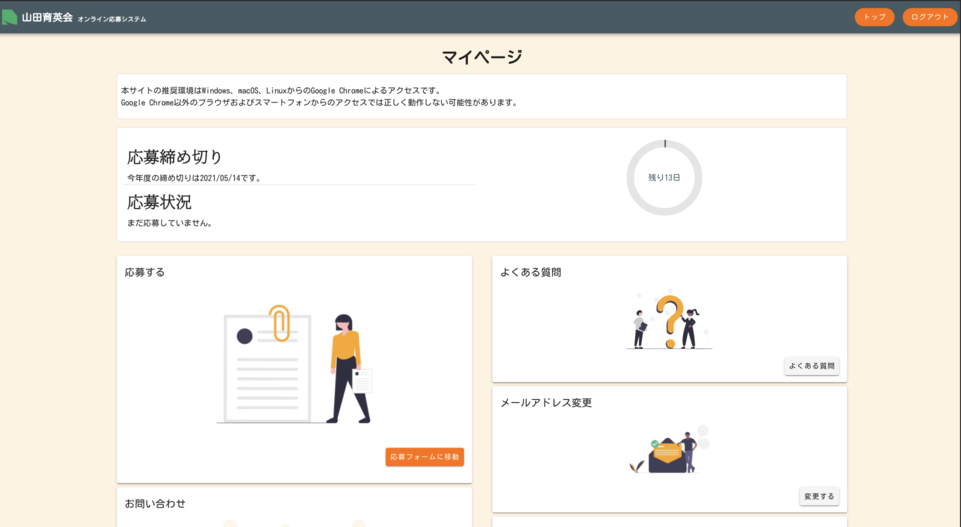 山田育英会 オンライン応募システム
トップ
ログアウト
マイページ
本サイトの推奨環境はWindows、macOS、LinuxからのGoogle Chromeによるアクセスです。
Google Chrome以外のブラウザおよびスマートフォンからのアクセスでは正しく動作しない可能性があります。
応募締め切り
今年度の締め切りは2021/05/14です。
残り13日
応募状況
まだ応募していません。
応募する
応募フォームに移動
お問い合わせ
よくある質問
よくある質問
メールアドレス変更
変更する